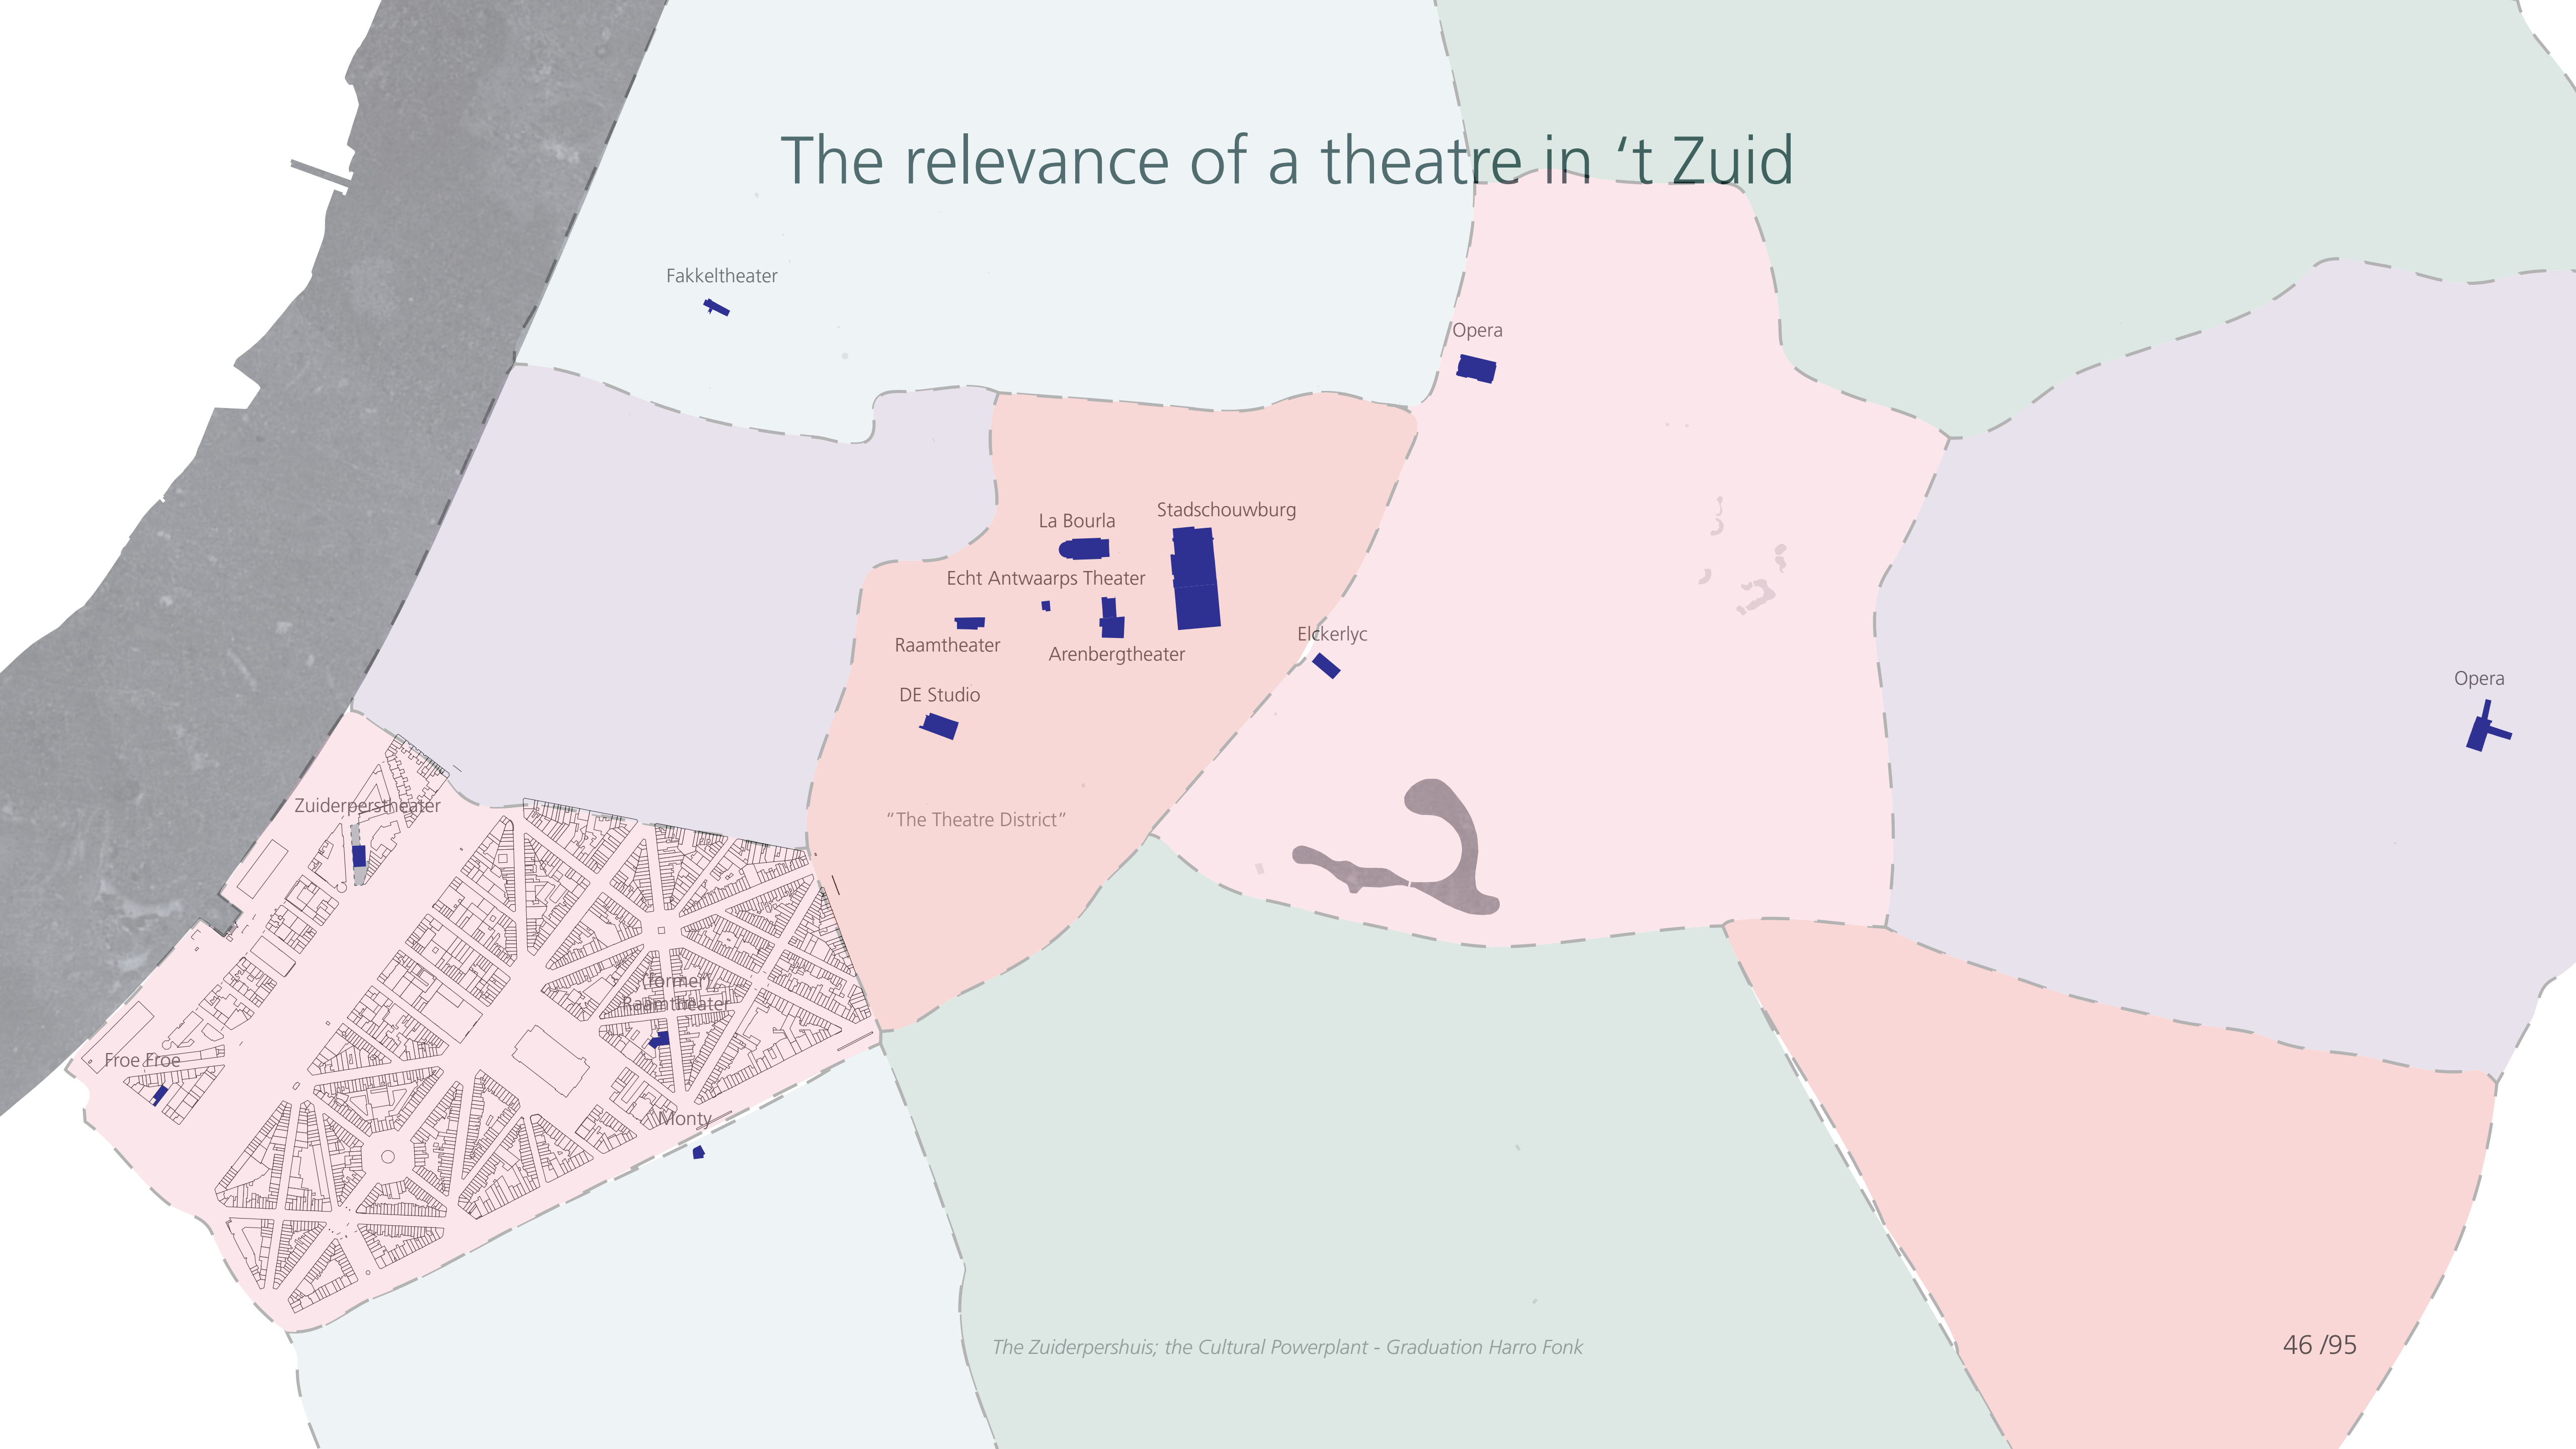 The relevance of a theatre in ‘t Zuid
Fakkeltheater
Opera
La Bourla
Stadschouwburg
Echt Antwaarps Theater
Raamtheater
Arenbergtheater
Elckerlyc
DE Studio
Opera
Zuiderperstheater
“The Theatre District”
(former)
Raamtheater
Froe Froe
Monty
The Zuiderpershuis; the Cultural Powerplant - Graduation Harro Fonk
46 /95